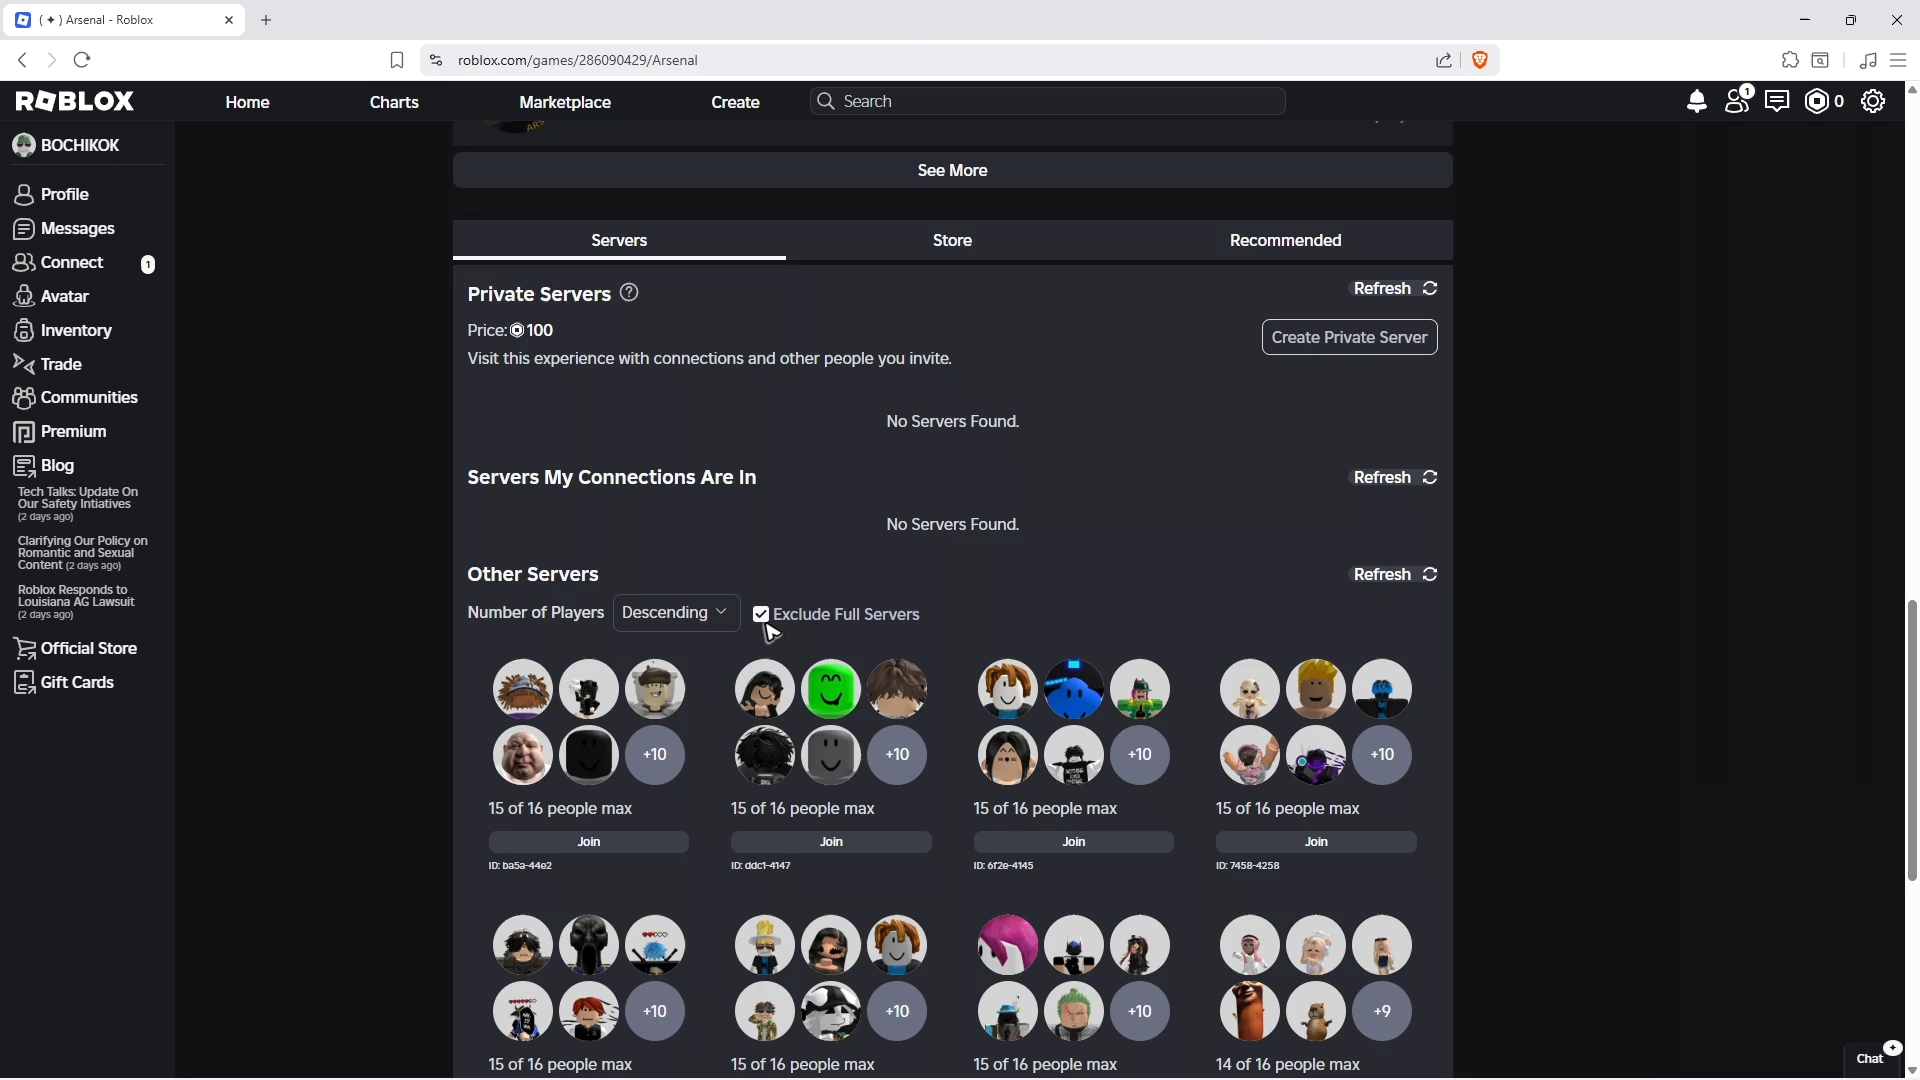 ( ✦ ) Arsenal - Roblox
roblox.com/games/286090429/Arsenal
ROBLOX
Home
Charts
Marketplace
Create
Search
1
0
BOCHIKOK
Profile
Messages
Connect
1
Avatar
Inventory
Trade
Communities
Premium
Blog
Tech Talks: Update On
Our Safety Intiatives
(2 days ago)
Clarifying Our Policy on
Romantic and Sexual
Content (2 days ago)
Roblox Responds to
Louisiana AG Lawsuit
(2 days ago)
Official Store
Gift Cards
See More
Servers
Store
Recommended
Private Servers
Refresh
Price: 100
Create Private Server
Visit this experience with connections and other people you invite.
No Servers Found.
Servers My Connections Are In
Refresh
No Servers Found.
Other Servers
Refresh
Number of Players
Descending
Exclude Full Servers
+10
+10
+10
+10
15 of 16 people max
15 of 16 people max
15 of 16 people max
15 of 16 people max
Join
Join
Join
Join
ID: ba5a-44e2
ID: ddc1-4147
ID: 6f2e-4145
ID: 7458-4258
+10
+10
+10
+9
15 of 16 people max
15 of 16 people max
15 of 16 people max
14 of 16 people max
Chat